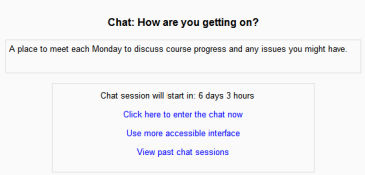 Chat: How are you getting on?
A place to meet each Monday to discuss course progress and any issues you might have.
Chat session will start in: 6 days 3 hours
Click here to enter the chat now
Use more accessible interface
View past chat sessions